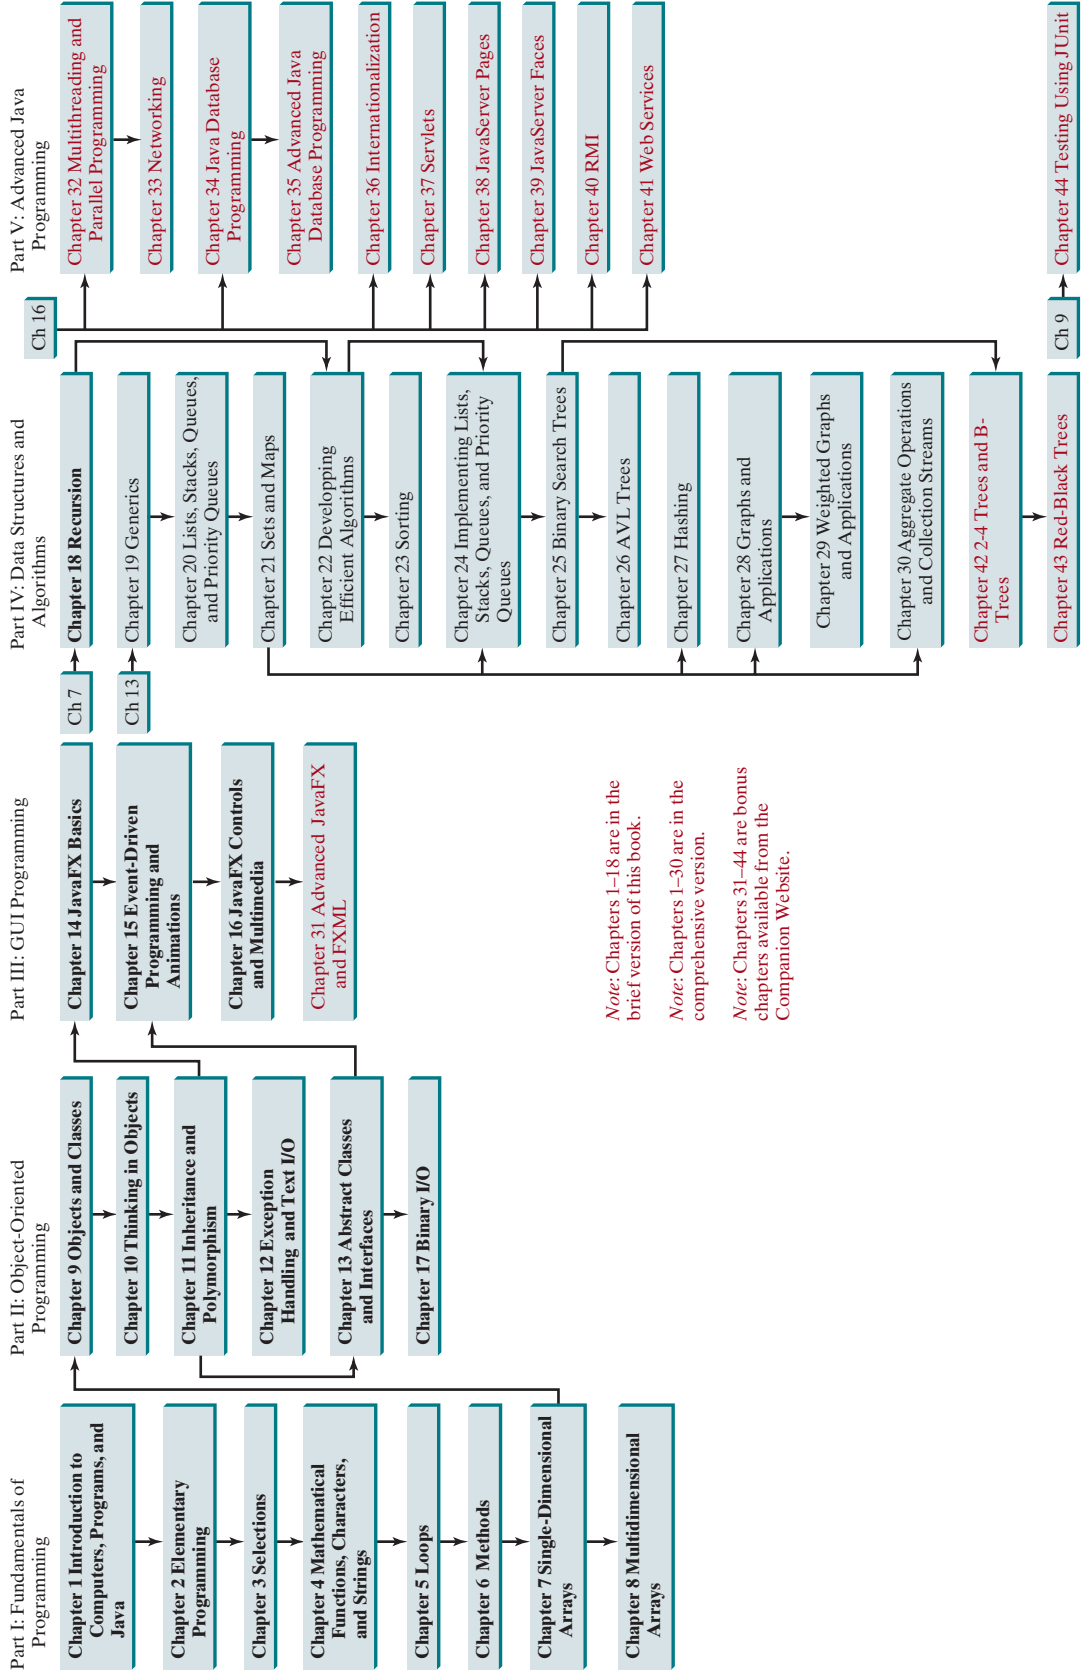 Part I: Fundamentals of
Programming
Chapter 1 Introduction to
Computers, Programs, and
Java
Chapter 2 Elementary
Programming
Chapter 3 Selections
Chapter 4 Mathematical
Functions, Characters,
and Strings
Chapter 5 Loops
Chapter 6 Methods
Chapter 7 Single-Dimensional
Arrays
Chapter 8 Multidimensional
Arrays
Part II: Object-Oriented
Programming
Chapter 9 Objects and Classes
Chapter 10 Thinking in Objects
Chapter 11 Inheritance and
Polymorphism
Chapter 12 Exception
Handling and Text I/O
Chapter 13 Abstract Classes
and Interfaces
Chapter 17 Binary I/O
Part III: GUI Programming
Chapter 14 JavaFX Basics
Chapter 15 Event-Driven
Programming and
Animations
Chapter 16 JavaFX Controls
and Multimedia
Chapter 31 Advanced JavaFX
and FXML
Note: Chapters 1–18 are in the
brief version of this book.
Note: Chapters 1–30 are in the
comprehensive version.
Note: Chapters 31–44 are bonus
chapters available from the
Companion Website.
Part IV: Data Structures and
Algorithms
Ch 7
Chapter 18 Recursion
Ch 13
Chapter 19 Generics
Chapter 20 Lists, Stacks, Queues,
and Priority Queues
Chapter 21 Sets and Maps
Chapter 22 Developping
Efficient Algorithms
Chapter 23 Sorting
Chapter 24 Implementing Lists,
Stacks, Queues, and Priority
Queues
Chapter 25 Binary Search Trees
Chapter 26 AVL Trees
Chapter 27 Hashing
Chapter 28 Graphs and
Applications
Chapter 29 Weighted Graphs
and Applications
Chapter 30 Aggregate Operations
and Collection Streams
Chapter 42 2-4 Trees and B-
Trees
Chapter 43 Red-Black Trees
Part V: Advanced Java
Programming
Ch 16
Chapter 32 Multithreading and
Parallel Programming
Chapter 33 Networking
Chapter 34 Java Database
Programming
Chapter 35 Advanced Java
Database Programming
Chapter 36 Internationalization
Chapter 37 Servlets
Chapter 38 JavaServer Pages
Chapter 39 JavaServer Faces
Chapter 40 RMI
Chapter 41 Web Services
Ch 9
Chapter 44 Testing Using JUnit